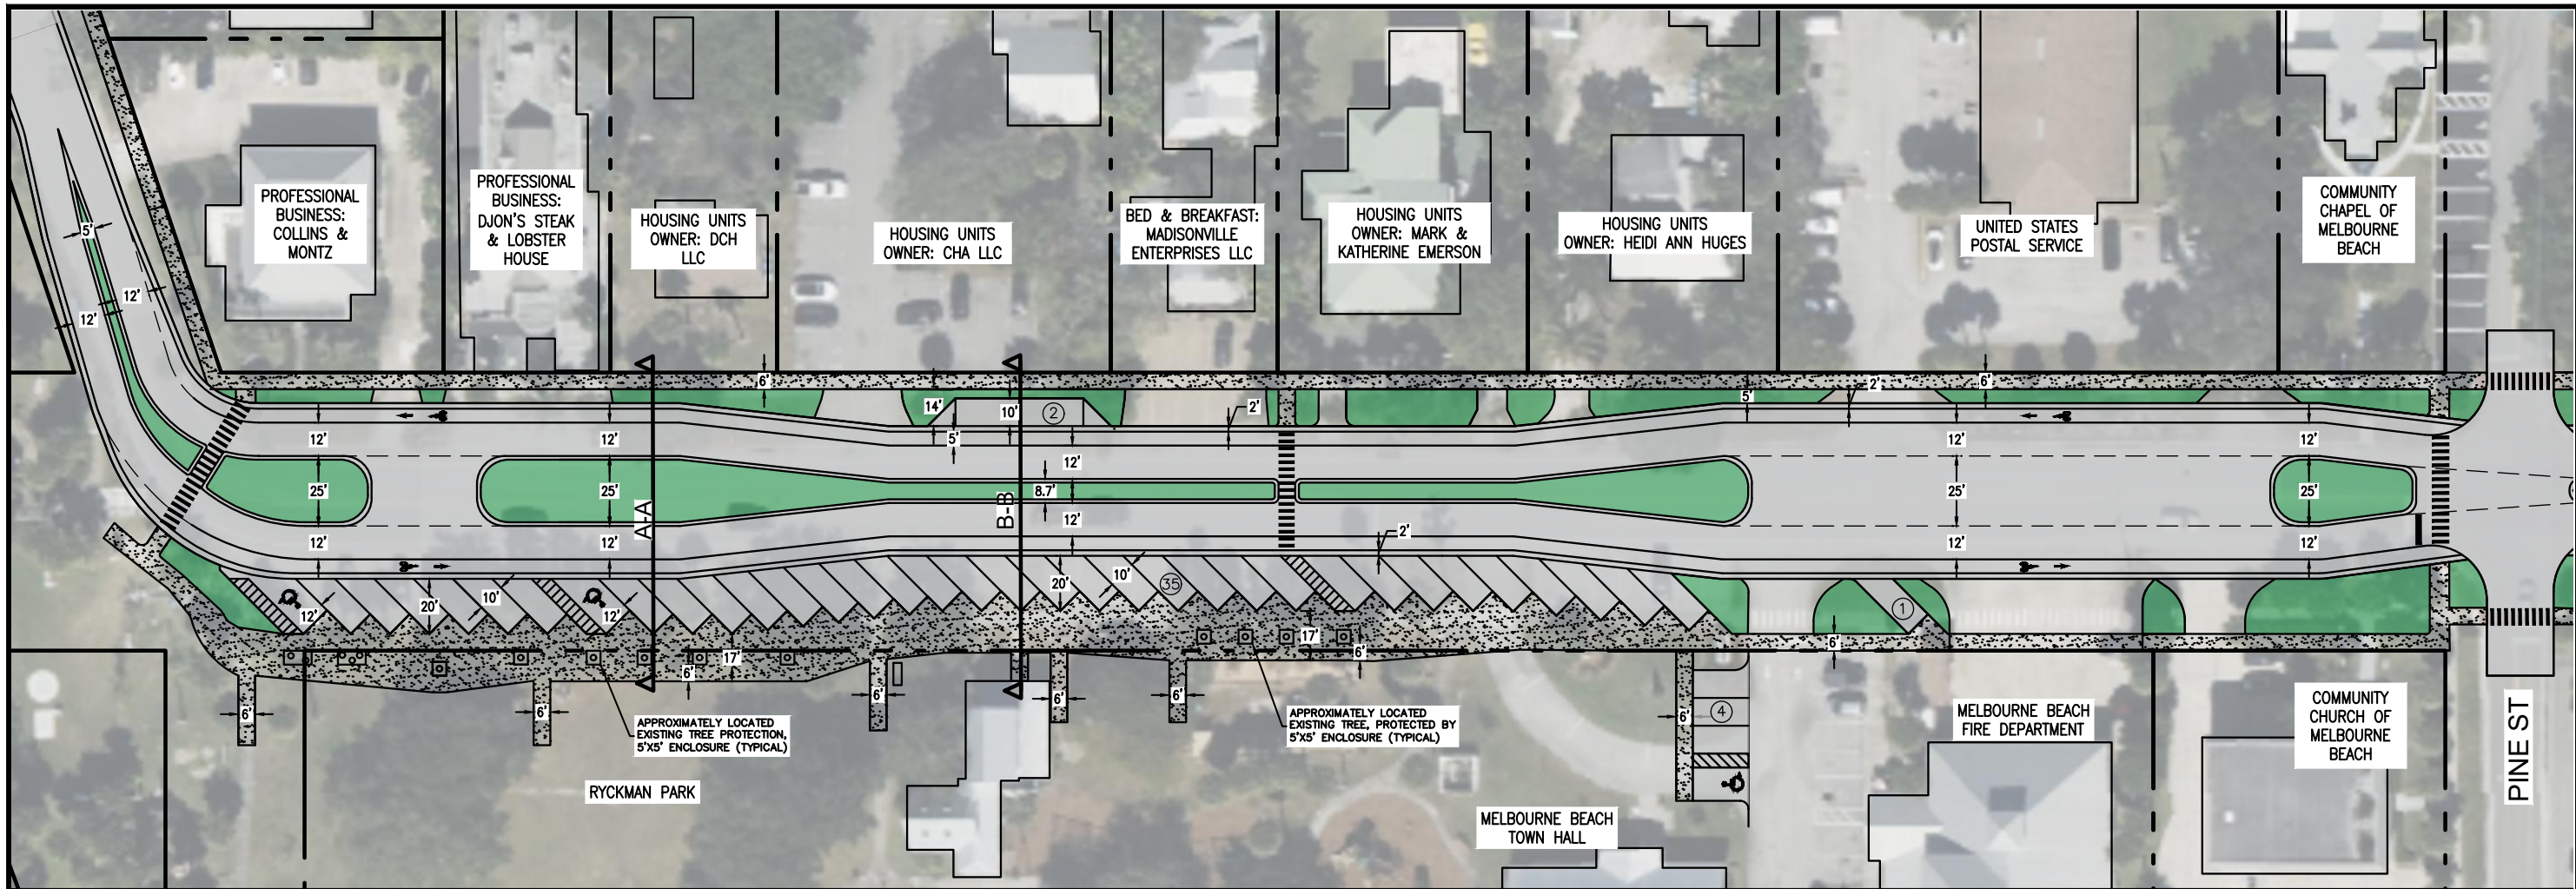 PROFESSIONAL
BUSINESS:
COLLINS &
MONTZ
PROFESSIONAL
BUSINESS:
DJON'S STEAK
& LOBSTER
HOUSE
HOUSING UNITS
OWNER: DCH
LLC
HOUSING UNITS
OWNER: CHA LLC
BED & BREAKFAST:
MADISONVILLE
ENTERPRISES LLC
HOUSING UNITS
OWNER: MARK &
KATHERINE EMERSON
HOUSING UNITS
OWNER: HEIDI ANN HUGES
UNITED STATES
POSTAL SERVICE
COMMUNITY
CHAPEL OF
MELBOURNE
BEACH
5'
12'
12'
6'
14'
10'
2
5'
2'
5'
2'
6'
12'
12'
12'
12'
12'
25'
25'
8.7'
25'
25'
A-A
B-B
12'
12'
12'
2'
12'
12'
12'
20'
10'
12'
20'
10'
35
1
17'
6'
17'
6'
6'
6'
6'
6'
6'
6'
6'
4
APPROXIMATELY LOCATED
EXISTING TREE PROTECTION,
5'X5' ENCLOSURE (TYPICAL)
APPROXIMATELY LOCATED
EXISTING TREE, PROTECTED BY
5'X5' ENCLOSURE (TYPICAL)
RYCKMAN PARK
MELBOURNE BEACH
TOWN HALL
MELBOURNE BEACH
FIRE DEPARTMENT
COMMUNITY
CHURCH OF
MELBOURNE
BEACH
PINE ST